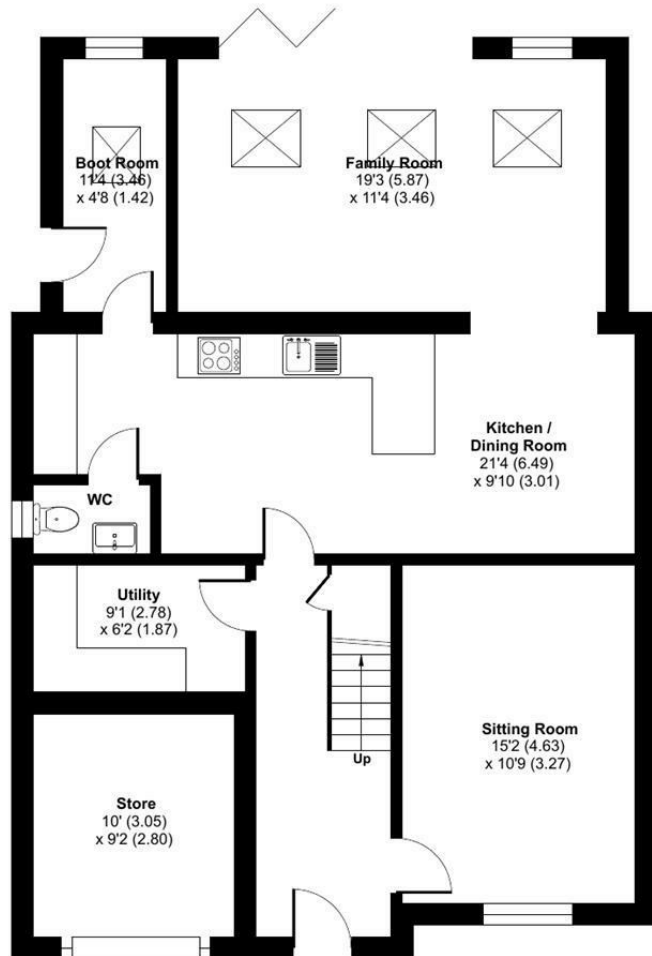 Boot Room
11'4 (3.46)
x 4'8 (1.42)
Family Room
19'3 (5.87)
x 11'4 (3.46)
Kitchen /
Dining Room
21'4 (6.49)
x 9'10 (3.01)
WC
Utility
9'1 (2.78)
x 6'2 (1.87)
Sitting Room
15'2 (4.63)
x 10'9 (3.27)
Up
Store
10' (3.05)
x 9'2 (2.80)